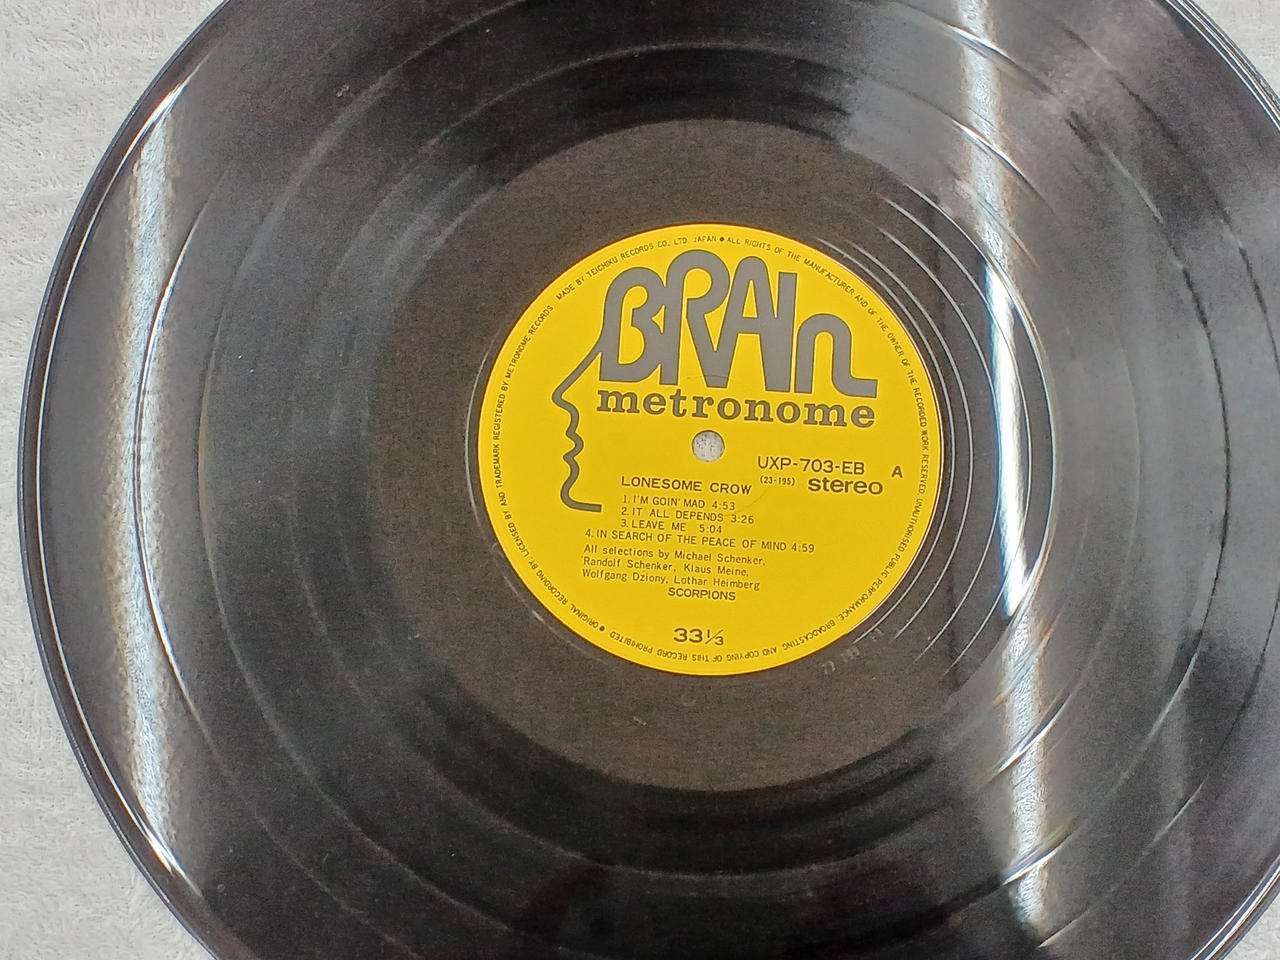 ORIGINAL RECORDING BY, LICENSED BY AND TRADEMARK REGISTERED BY METRONOME RECORDS MADE BY TEICHIKU RECORDS CO., LTD. JAPAN ● ALL RIGHTS OF THE MANUFACTURER AND OF THE OWNER OF THE RECORDED WORK RESERVED UNAUTHORISED PUBLIC PERFORMANCE BROADCASTING AND COPYING OF THIS RECORD PROHIBITED ●
BRAIn
metronome
UXP-703-EB A
(23-195) stereo
LONESOME CROW
1. I'M GOIN' MAD 4:53
2. IT ALL DEPENDS 3:26
3. LEAVE ME 5:04
4. IN SEARCH OF THE PEACE OF MIND 4:59
All selections by Michael Schenker,
Randolf Schenker, Klaus Meine,
Wolfgang Dziony, Lothar Heimberg
SCORPIONS
33 1/3